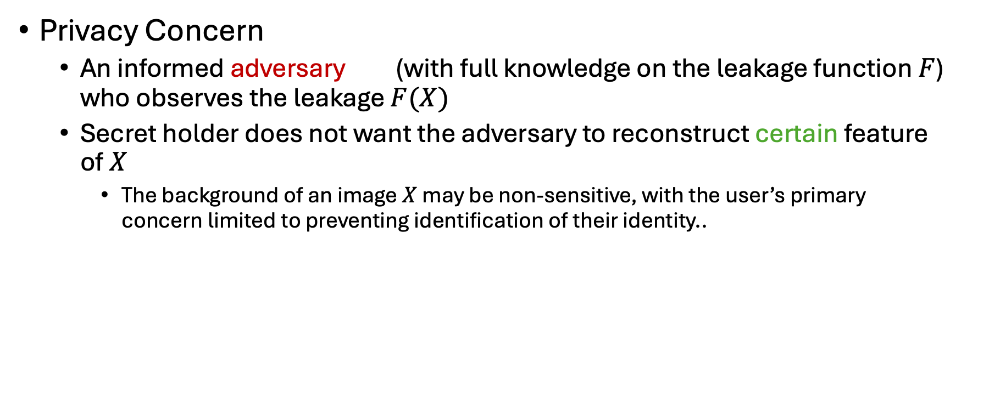 • Privacy Concern
• An informed adversary (with full knowledge on the leakage function F)
who observes the leakage F(X)
• Secret holder does not want the adversary to reconstruct certain feature
of X
• The background of an image X may be non-sensitive, with the user’s primary
concern limited to preventing identification of their identity..